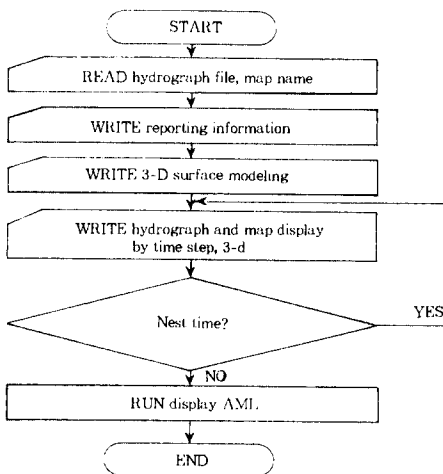 START
READ hydrograph file, map name
WRITE reporting information
WRITE 3-D surface modeling
WRITE hydrograph and map display
by time step, 3-d
Nest time?
YES
NO
RUN display AML
END